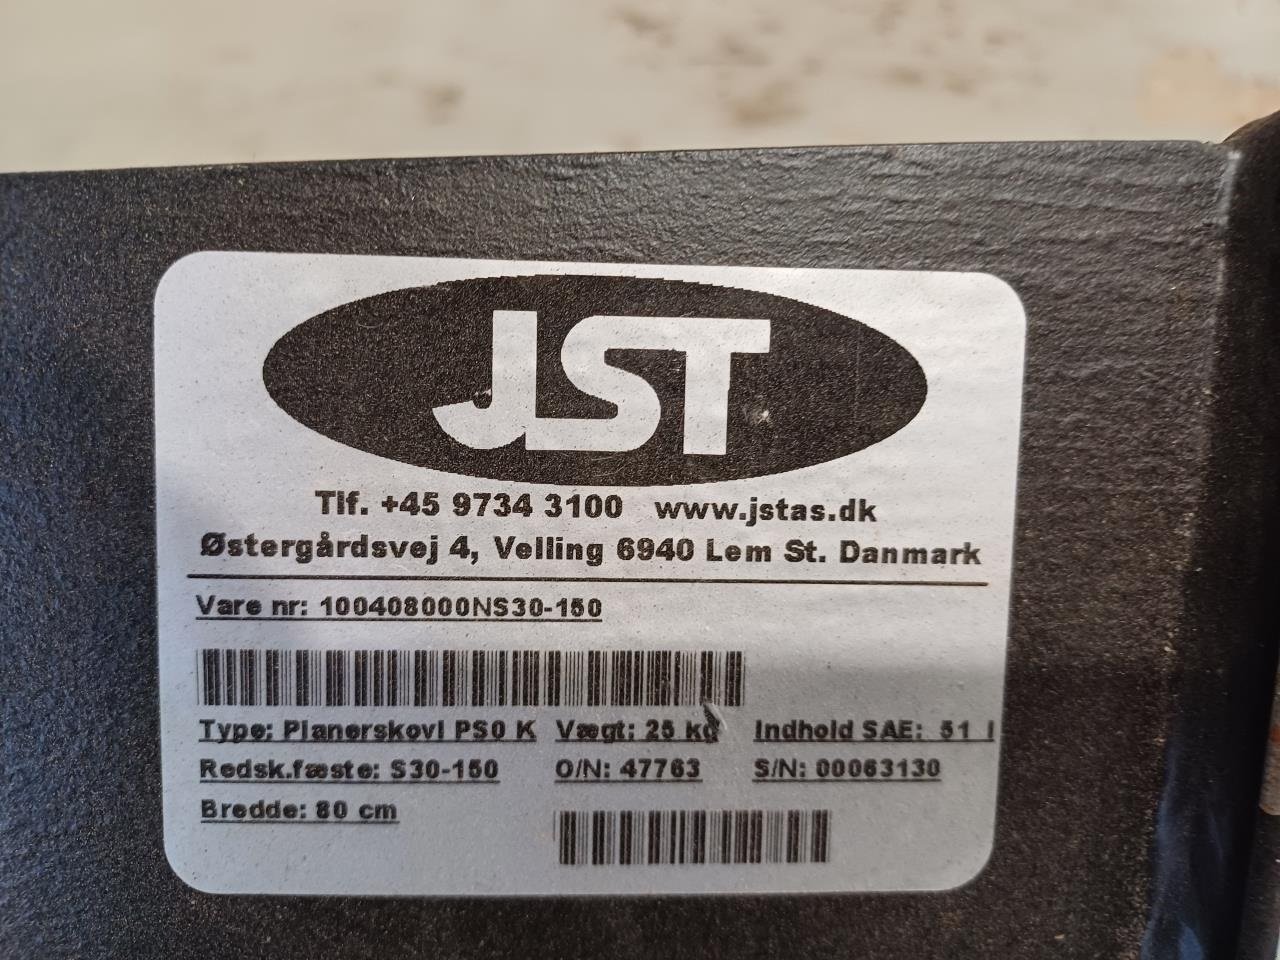 JST
Tlf. +45 9734 3100 www.jstas.dk
Østergårdsvej 4, Velling 6940 Lem St. Danmark
Vare nr: 100408000NS30-150
Type: Planerskovl PS0 K Vægt: 25 kg Indhold SAE: 51 l
Redsk.fæste: S30-150 O/N: 47763 S/N: 00063130
Bredde: 80 cm